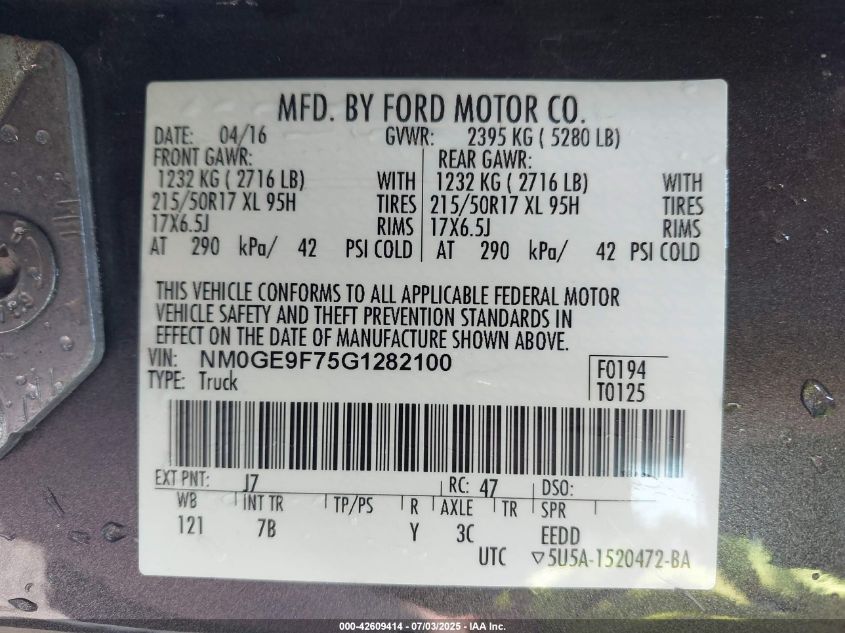 MFD. BY FORD MOTOR CO.
DATE: 04/16 GVWR: 2395 KG ( 5280 LB)
FRONT GAWR: REAR GAWR:
1232 KG ( 2716 LB) WITH 1232 KG ( 2716 LB) WITH
215/50R17 XL 95H TIRES 215/50R17 XL 95H TIRES
17X6.5J RIMS 17X6.5J RIMS
AT 290 kPa/ 42 PSI COLD AT 290 kPa/ 42 PSI COLD
THIS VEHICLE CONFORMS TO ALL APPLICABLE FEDERAL MOTOR
VEHICLE SAFETY AND THEFT PREVENTION STANDARDS IN
EFFECT ON THE DATE OF MANUFACTURE SHOWN ABOVE.
VIN: NM0GE9F75G1282100 F0194
TYPE: Truck T0125
EXT PNT: J7 RC: 47 DSO:
WB INT TR TP/PS R AXLE TR SPR
121 7B Y 3C EEDD
UTC ▽5U5A-1520472-BA
000-42609414 - 07/03/2025 - IAA Inc.